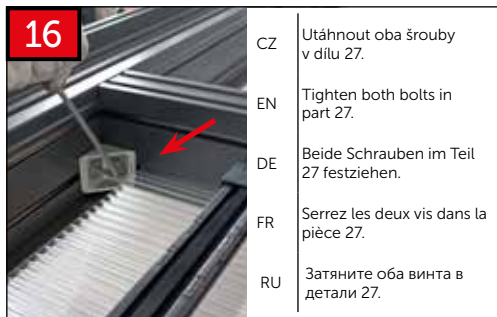 16
CZ
Utáhnout oba šrouby
v dílu 27.
EN
Tighten both bolts in
part 27.
DE
Beide Schrauben im Teil
27 festziehen.
FR
Serrez les deux vis dans la
pièce 27.
RU
Затяните оба винта в
детали 27.